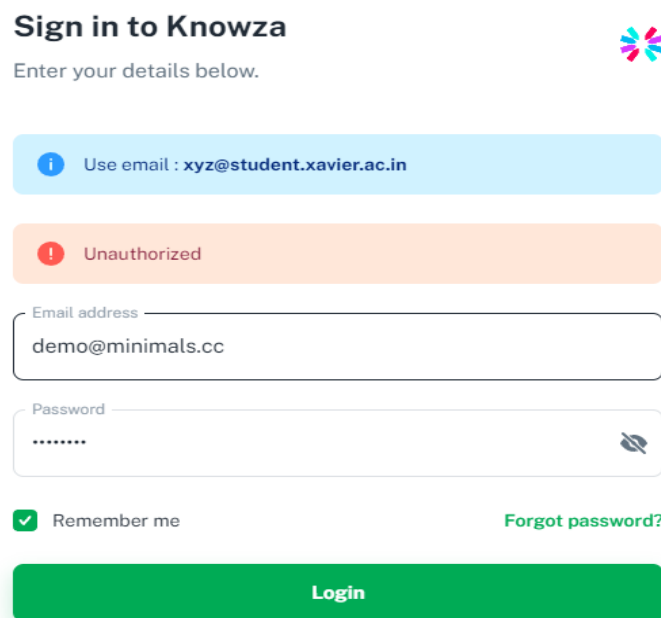 Sign in to Knowza
Enter your details below.
Use email : xyz@student.xavier.ac.in
Unauthorized
Email address
demo@minimals.cc
Password
••••••••
Remember me
Forgot password?
Login